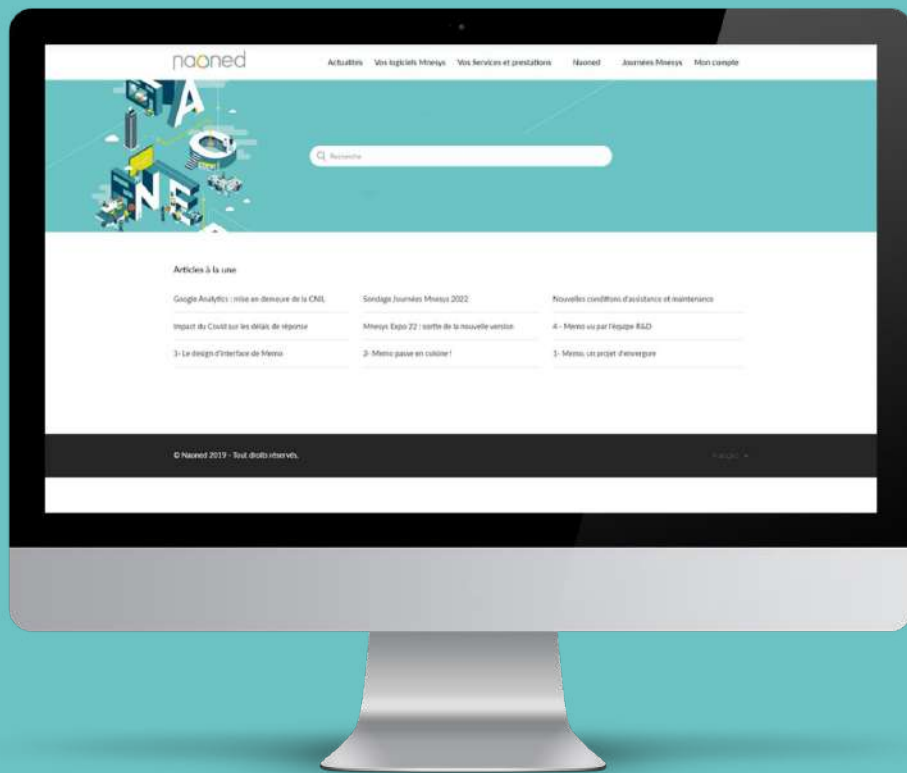 naoned
Actualités Vos logiciels Mnesys Vos Services et prestations Naoned Journées Mnesys Mon compte
NAONED
Recherche
Articles à la une
Google Analytics : mise en demeure de la CNIL Sondage Journées Mnesys 2022 Nouvelles conditions d'assistance et maintenance
Impact du Covid sur les délais de réponse Mnesys Expo 22 : sortie de la nouvelle version 4 - Memo vu par l'équipe R&D
3- Le design d'interface de Memo 2- Memo passe en cuisine ! 1- Memo, un projet d'envergure
© Naoned 2019 - Tout droits réservés.
Français